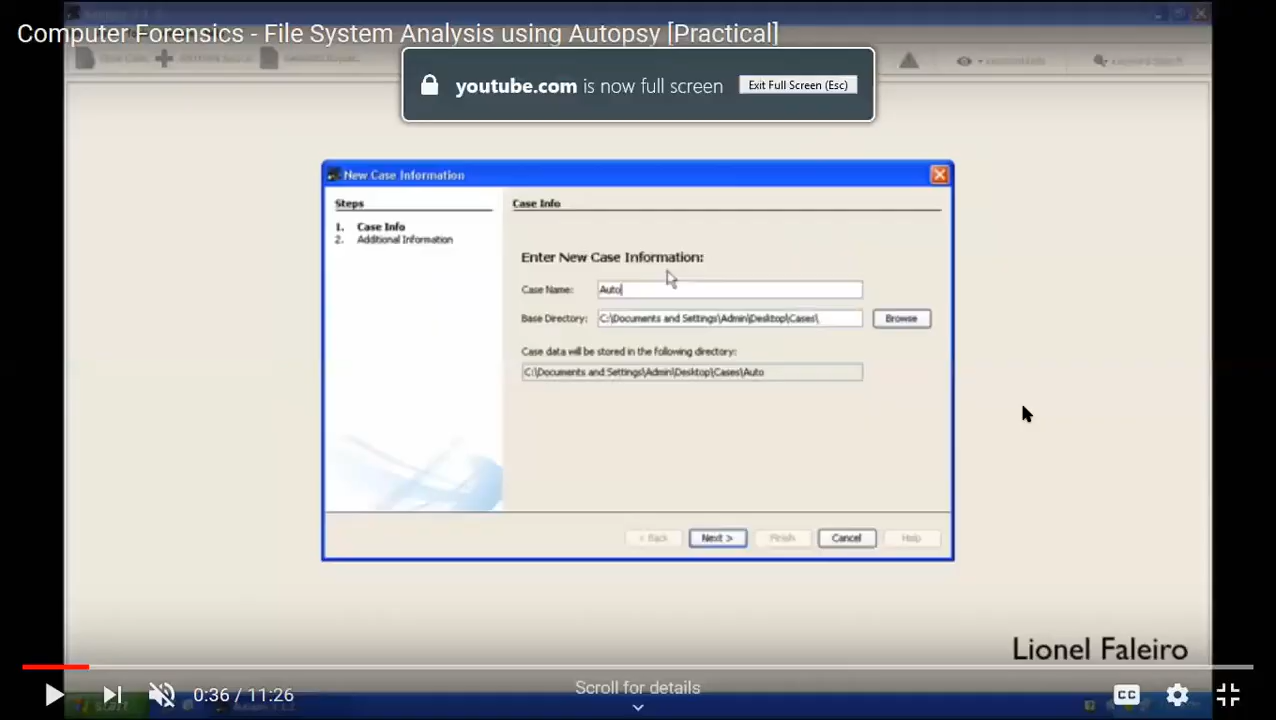 Computer Forensics - File System Analysis using Autopsy [Practical]
youtube.com is now full screen
Exit Full Screen (Esc)
New Case Information
Steps
1. Case Info
2. Additional Information
Case Info
Enter New Case Information:
Case Name: Auto
Base Directory: C:\Documents and Settings\Admin\Desktop\Cases\ Browse
Case data will be stored in the following directory:
C:\Documents and Settings\Admin\Desktop\Cases\Auto
< Back Next > Finish Cancel Help
Lionel Faleiro
0:36 / 11:26
Scroll for details
CC